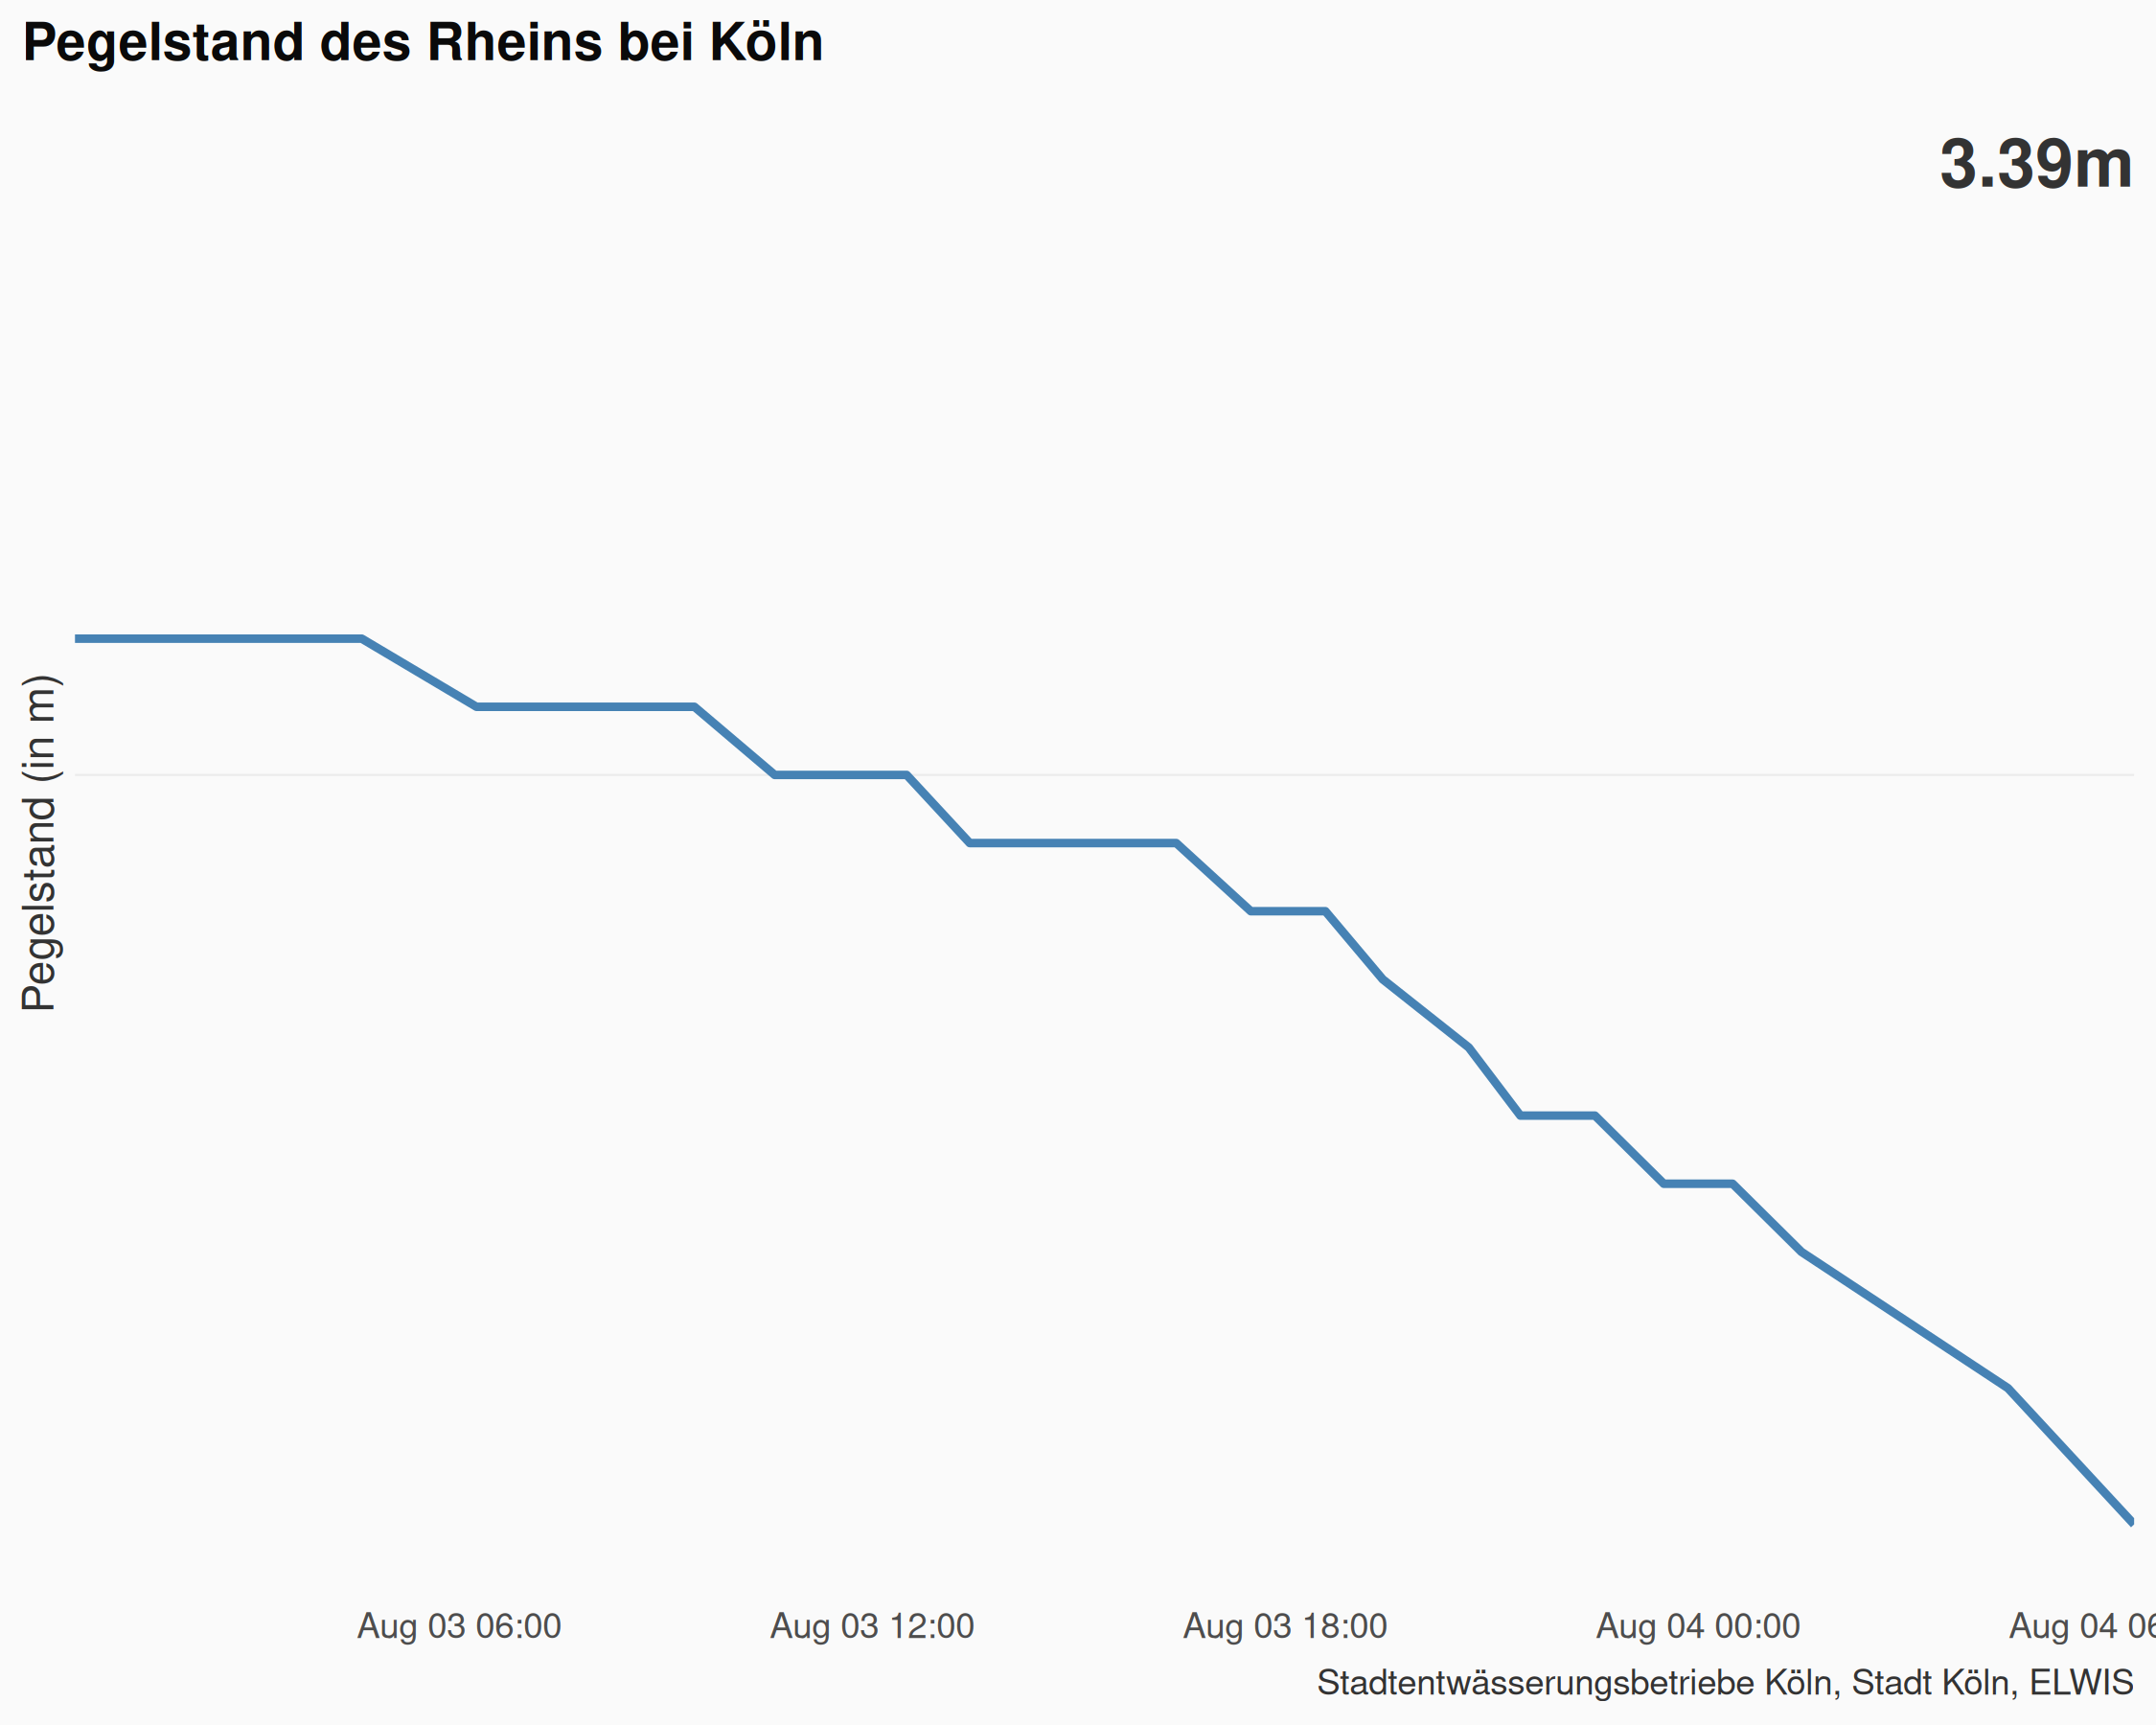 Pegelstand des Rheins bei Köln
3.39m
Pegelstand (in m)
Aug 03 06:00
Aug 03 12:00
Aug 03 18:00
Aug 04 00:00
Aug 04 06
Stadtentwässerungsbetriebe Köln, Stadt Köln, ELWIS